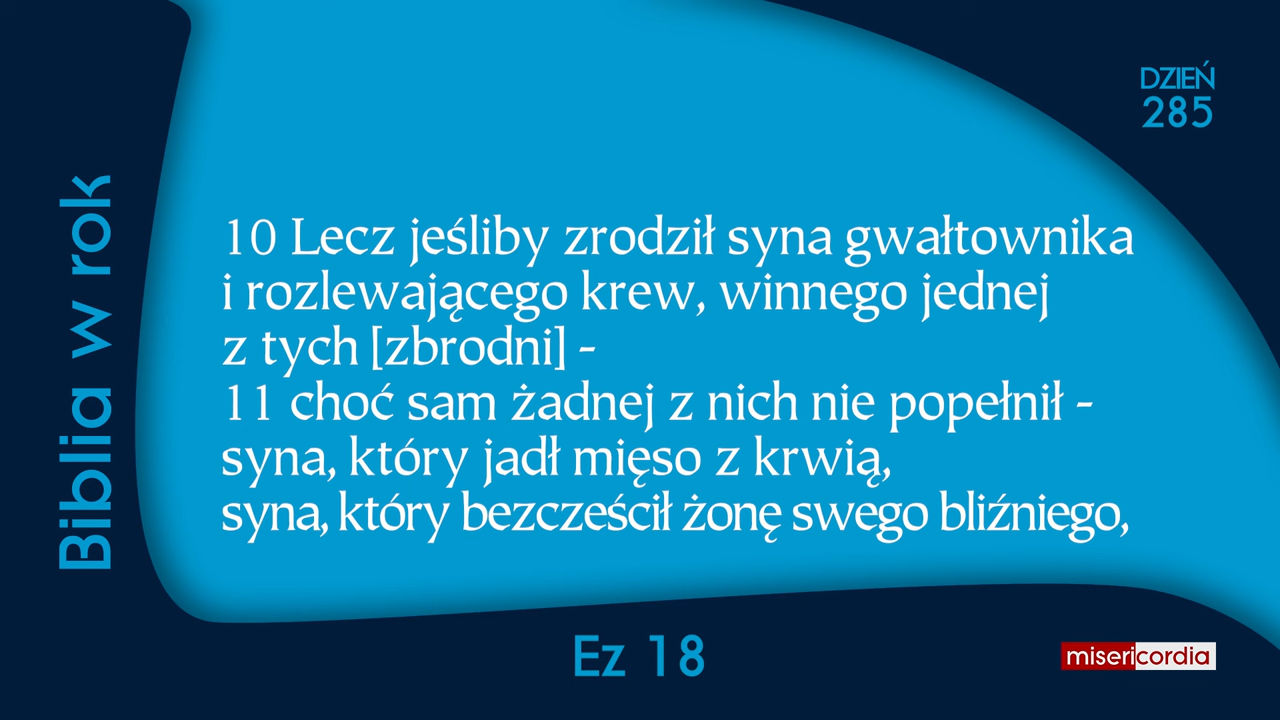 DZIEŃ
285
Biblia w rok
10 Lecz jeśliby zrodził syna gwałtownika
i rozlewającego krew, winnego jednej
z tych [zbrodni] -
11 choć sam żadnej z nich nie popełnił -
syna, który jadł mięso z krwią,
syna, który bezcześcił żonę swego bliźniego,
Ez 18
misericordia